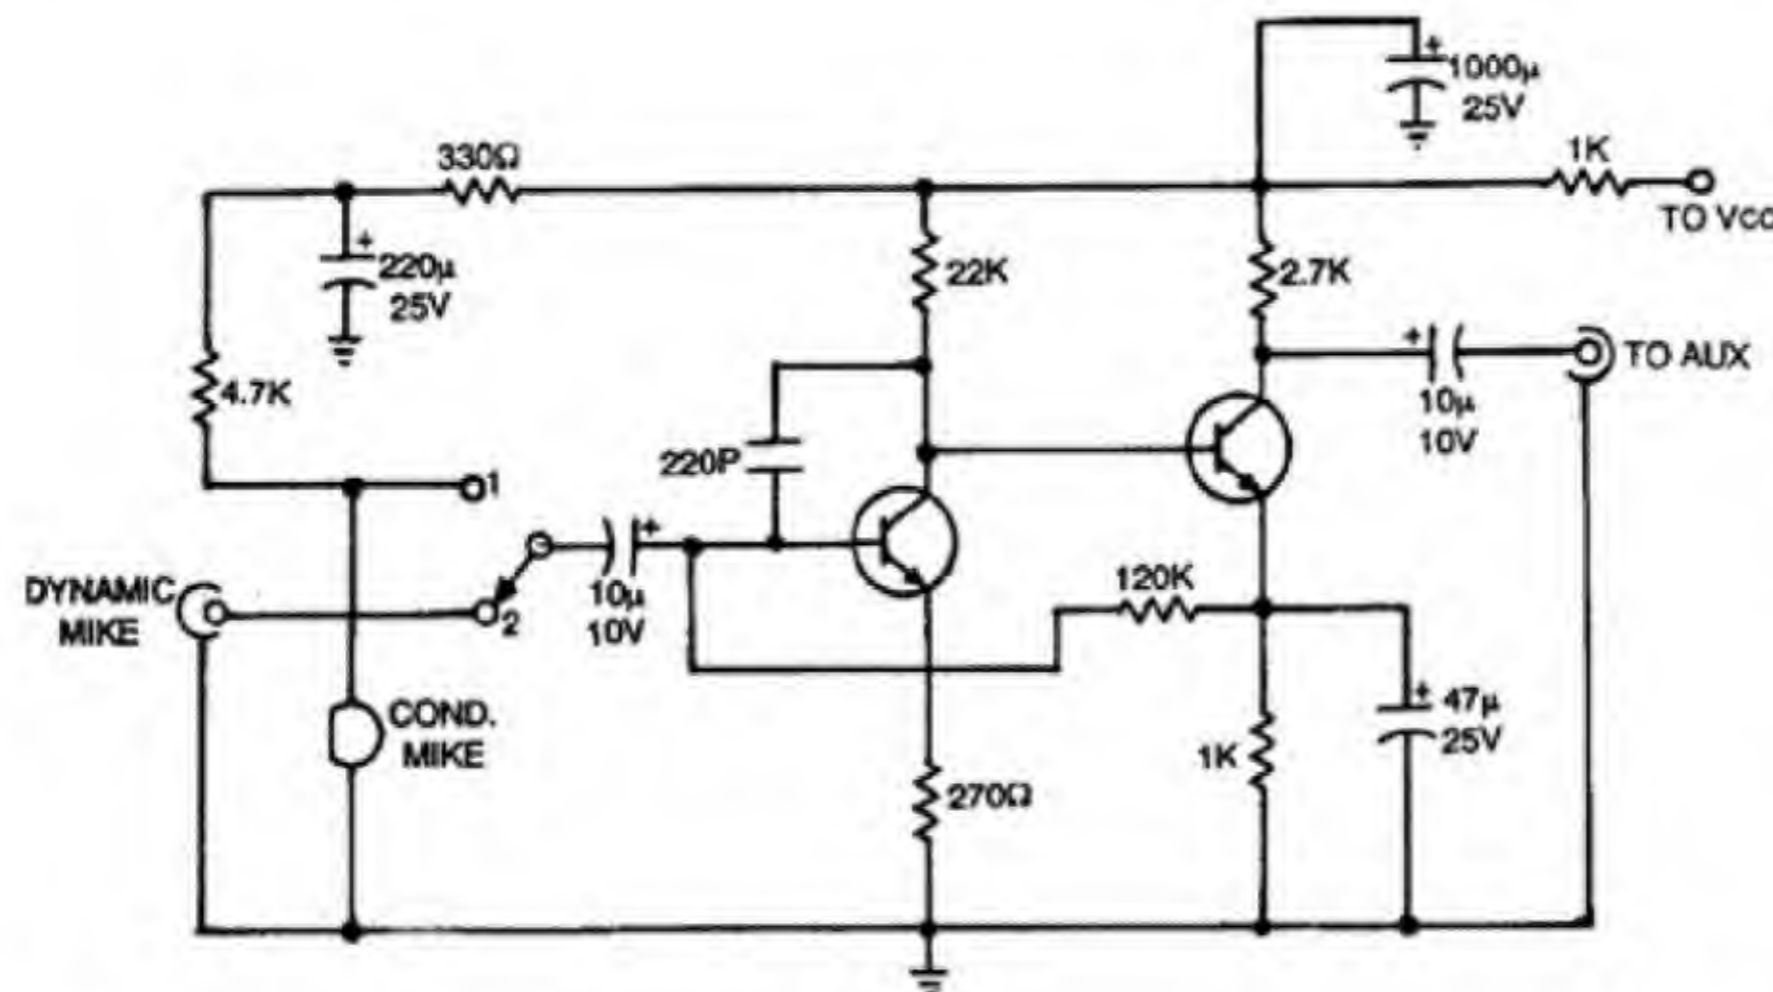 1000µ
25V
330Ω
1K
TO Vcc
220µ
25V
22K
2.7K
4.7K
TO AUX
10µ
10V
220P
1
DYNAMIC
MIKE
2
10µ
10V
120K
COND.
MIKE
1K
47µ
25V
270Ω